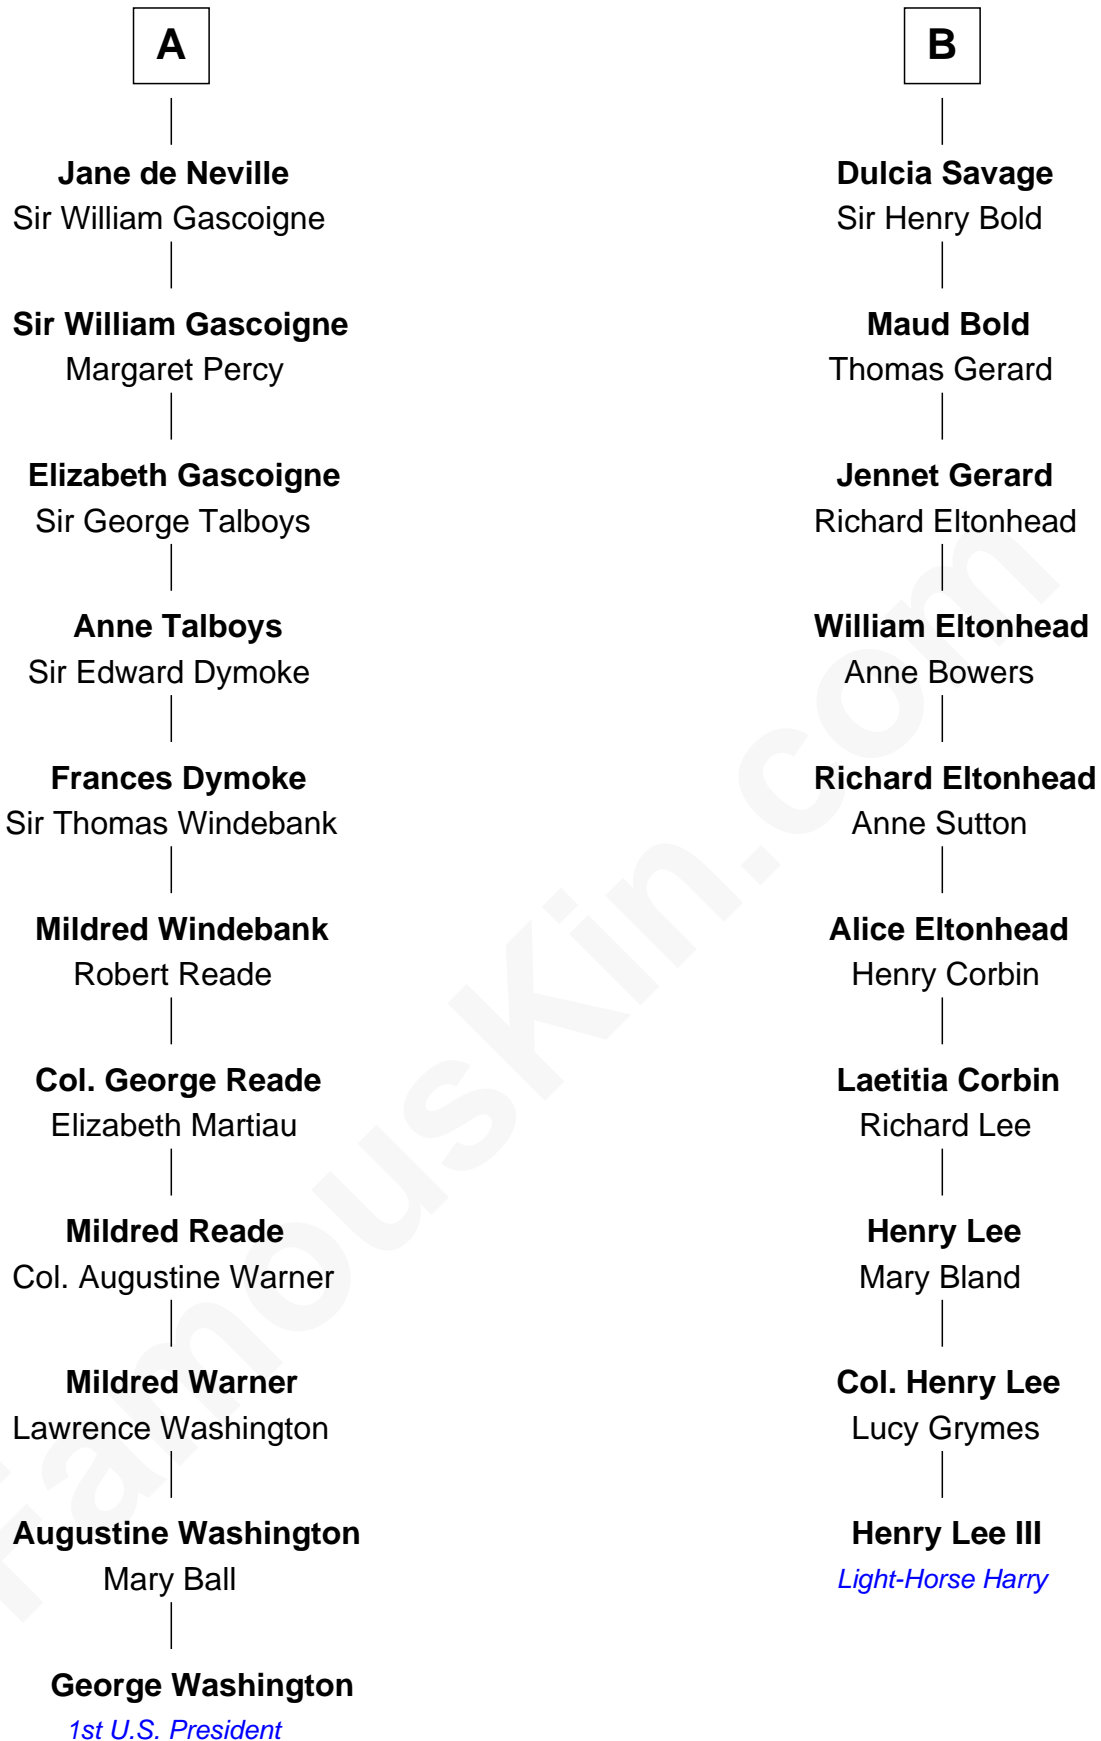 A
Jane de Neville
Sir William Gascoigne
Sir William Gascoigne
Margaret Percy
Elizabeth Gascoigne
Sir George Talboys
Anne Talboys
Sir Edward Dymoke
Frances Dymoke
Sir Thomas Windebank
Mildred Windebank
Robert Reade
Col. George Reade
Elizabeth Martiau
Mildred Reade
Col. Augustine Warner
Mildred Warner
Lawrence Washington
Augustine Washington
Mary Ball
George Washington
1st U.S. President
B
Dulcia Savage
Sir Henry Bold
Maud Bold
Thomas Gerard
Jennet Gerard
Richard Eltonhead
William Eltonhead
Anne Bowers
Richard Eltonhead
Anne Sutton
Alice Eltonhead
Henry Corbin
Laetitia Corbin
Richard Lee
Henry Lee
Mary Bland
Col. Henry Lee
Lucy Grymes
Henry Lee III
Light-Horse Harry
FamousKin.com